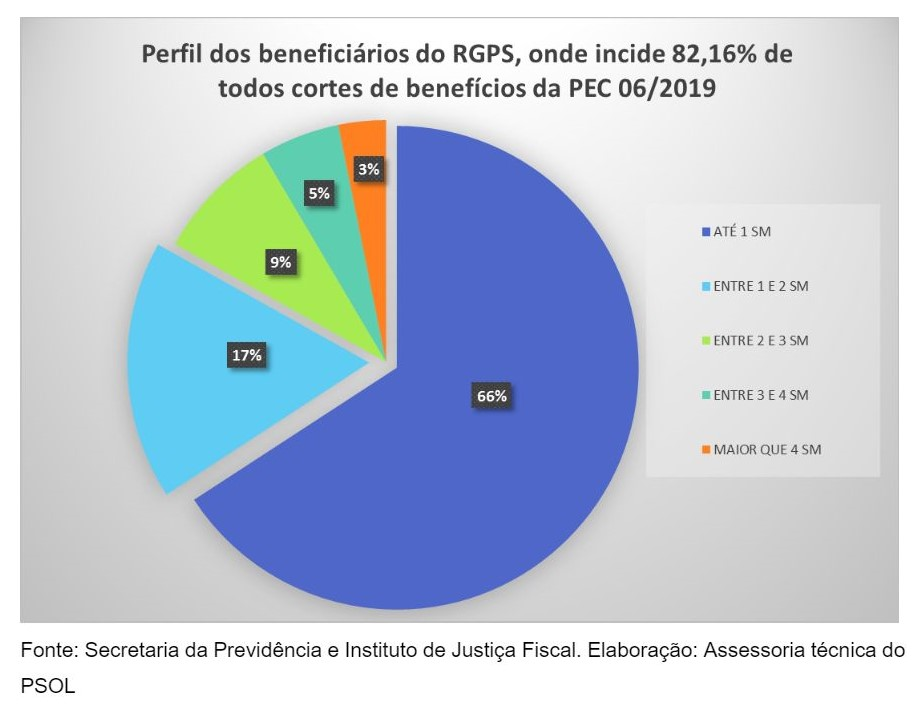 Perfil dos beneficiários do RGPS, onde incide 82,16% de
todos cortes de benefícios da PEC 06/2019
3%
5%
9%
17%
66%
ATÉ 1 SM
ENTRE 1 E 2 SM
ENTRE 2 E 3 SM
ENTRE 3 E 4 SM
MAIOR QUE 4 SM
Fonte: Secretaria da Previdência e Instituto de Justiça Fiscal. Elaboração: Assessoria técnica do
PSOL